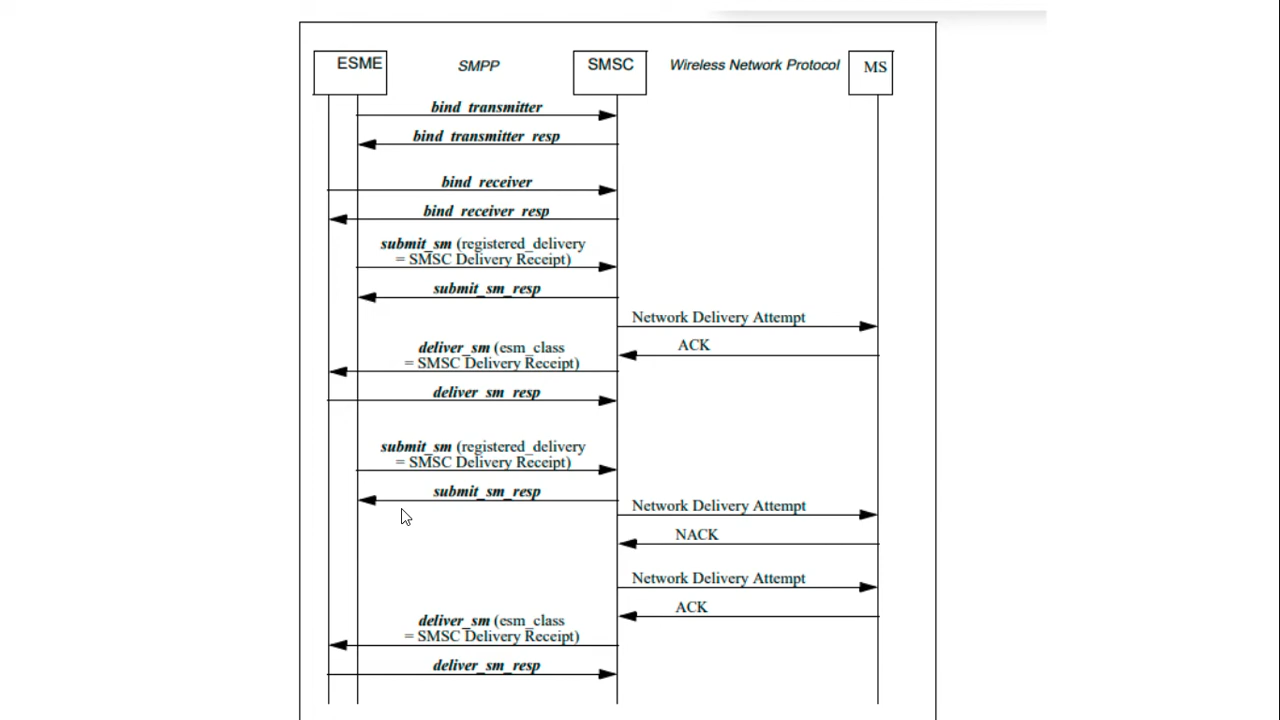 ESME SMPP SMSC Wireless Network Protocol MS
bind_transmitter
bind_transmitter_resp
bind_receiver
bind_receiver_resp
submit_sm (registered_delivery
= SMSC Delivery Receipt)
submit_sm_resp
Network Delivery Attempt
ACK
deliver_sm (esm_class
= SMSC Delivery Receipt)
deliver_sm_resp
submit_sm (registered_delivery
= SMSC Delivery Receipt)
submit_sm_resp
Network Delivery Attempt
NACK
Network Delivery Attempt
ACK
deliver_sm (esm_class
= SMSC Delivery Receipt)
deliver_sm_resp